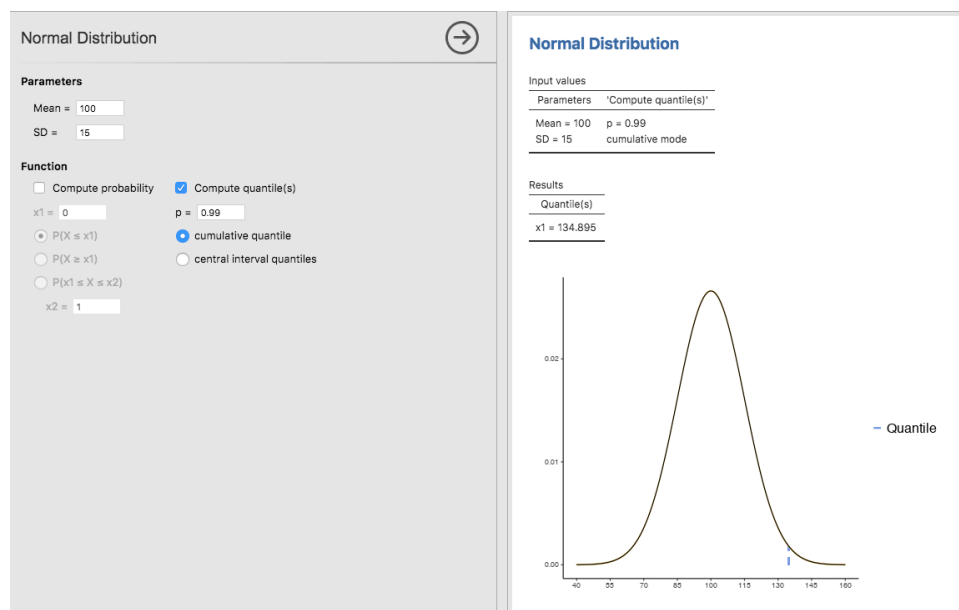 Normal Distribution
Parameters
Mean = 100
SD = 15
Function
Compute probability
Compute quantile(s)
x1 = 0
p = 0.99
P(X ≤ x1)
cumulative quantile
P(X ≥ x1)
central interval quantiles
P(x1 ≤ X ≤ x2)
x2 = 1
Normal Distribution
Input values
Parameters 'Compute quantile(s)'
Mean = 100 p = 0.99
SD = 15 cumulative mode
Results
Quantile(s)
x1 = 134.895
0.02
0.01
0.00
40 55 70 85 100 115 130 145 160
Quantile